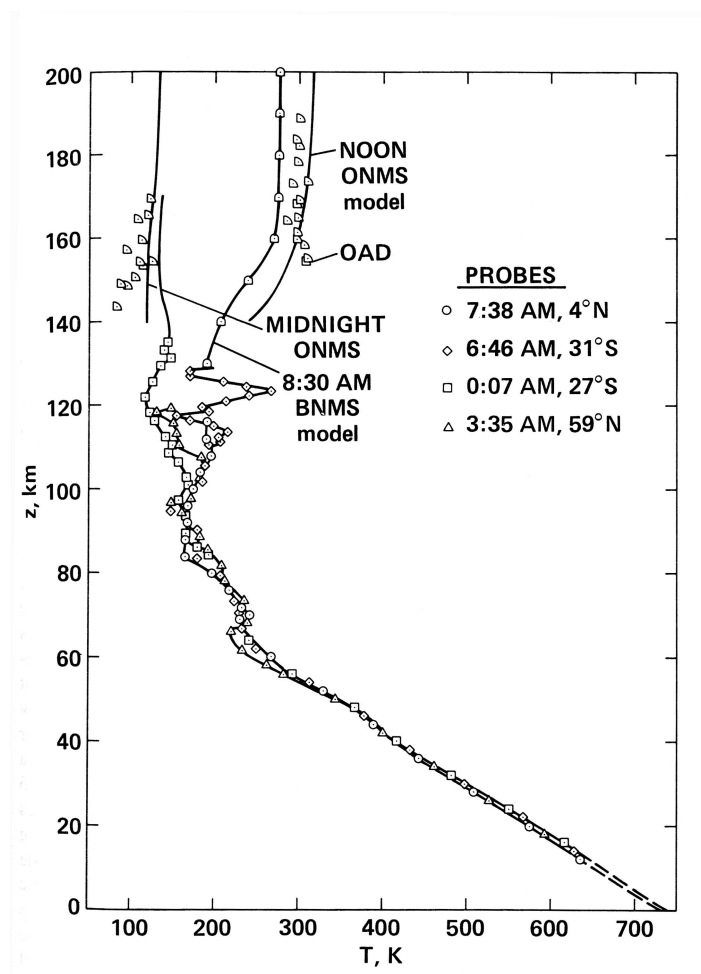 200
180
160
140
120
100
80
60
40
20
0
z, km
100 200 300 400 500 600 700
T, K
NOON
ONMS
model
OAD
MIDNIGHT
ONMS
8:30 AM
BNMS
model
PROBES
7:38 AM, 4°N
6:46 AM, 31°S
0:07 AM, 27°S
3:35 AM, 59°N